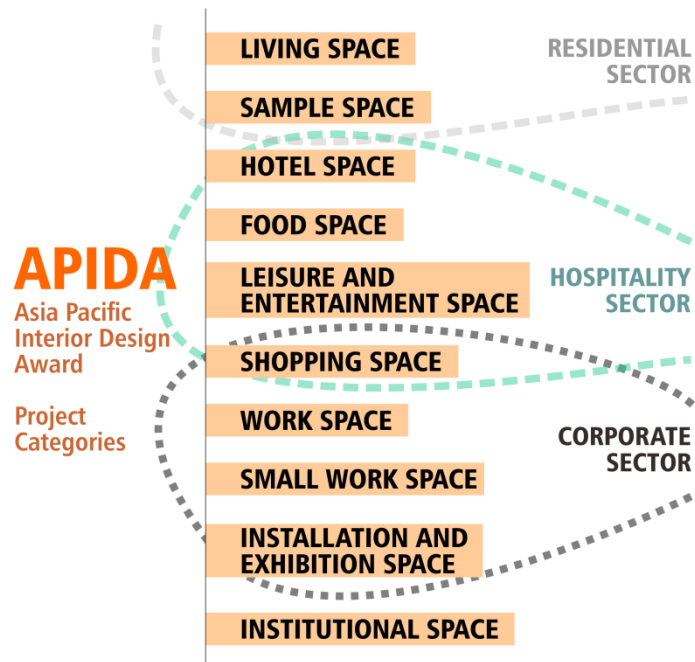 LIVING SPACE
RESIDENTIAL
SECTOR
SAMPLE SPACE
HOTEL SPACE
FOOD SPACE
APIDA
Asia Pacific
Interior Design
Award
Project
Categories
LEISURE AND
ENTERTAINMENT SPACE
HOSPITALITY
SECTOR
SHOPPING SPACE
WORK SPACE
CORPORATE
SECTOR
SMALL WORK SPACE
INSTALLATION AND
EXHIBITION SPACE
INSTITUTIONAL SPACE